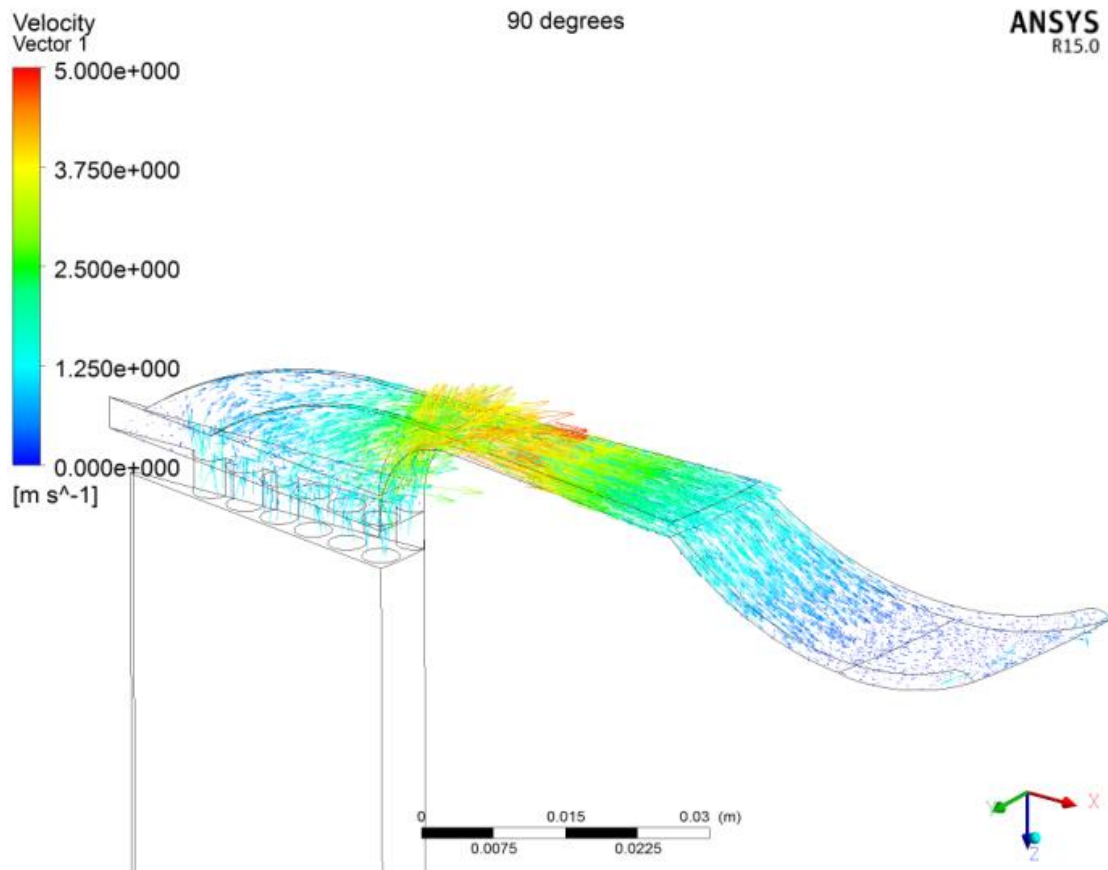 Velocity
Vector 1
90 degrees
ANSYS
R15.0
5.000e+000
3.750e+000
2.500e+000
1.250e+000
0.000e+000
[m s^-1]
0 0.015 0.03 (m)
0.0075 0.0225
Y X
Z